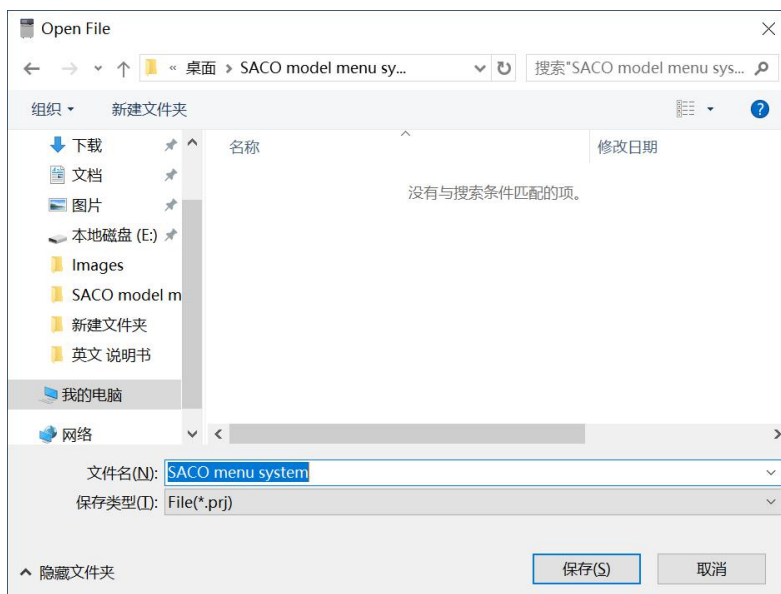 Open File
« 桌面 > SACO model menu sy...
搜索"SACO model menu sys...
组织
新建文件夹
下载
文档
图片
本地磁盘 (E:)
Images
SACO model m
新建文件夹
英文 说明书
我的电脑
网络
名称
修改日期
没有与搜索条件匹配的项。
文件名(N): SACO menu system
保存类型(T): File(*.prj)
隐藏文件夹
保存(S)
取消